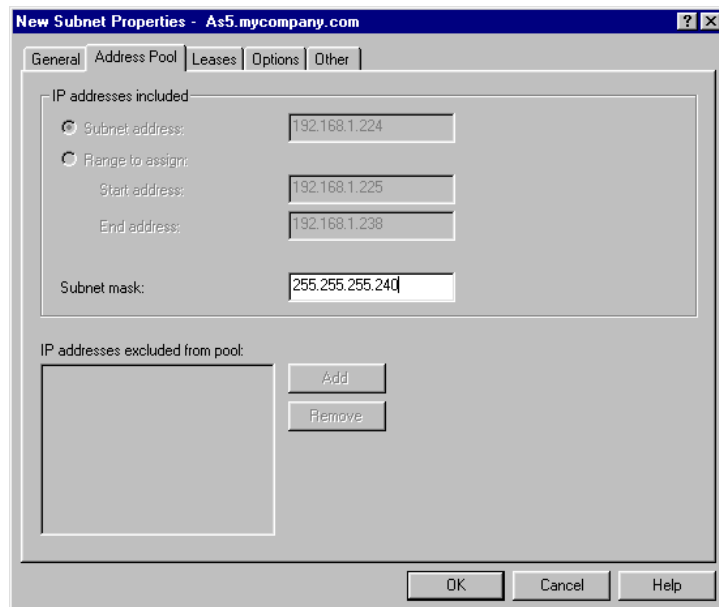 New Subnet Properties - As5.mycompany.com
General Address Pool Leases Options Other
IP addresses included
Subnet address: 192.168.1.224
Range to assign:
Start address: 192.168.1.225
End address: 192.168.1.238
Subnet mask: 255.255.255.240
IP addresses excluded from pool:
Add
Remove
OK Cancel Help